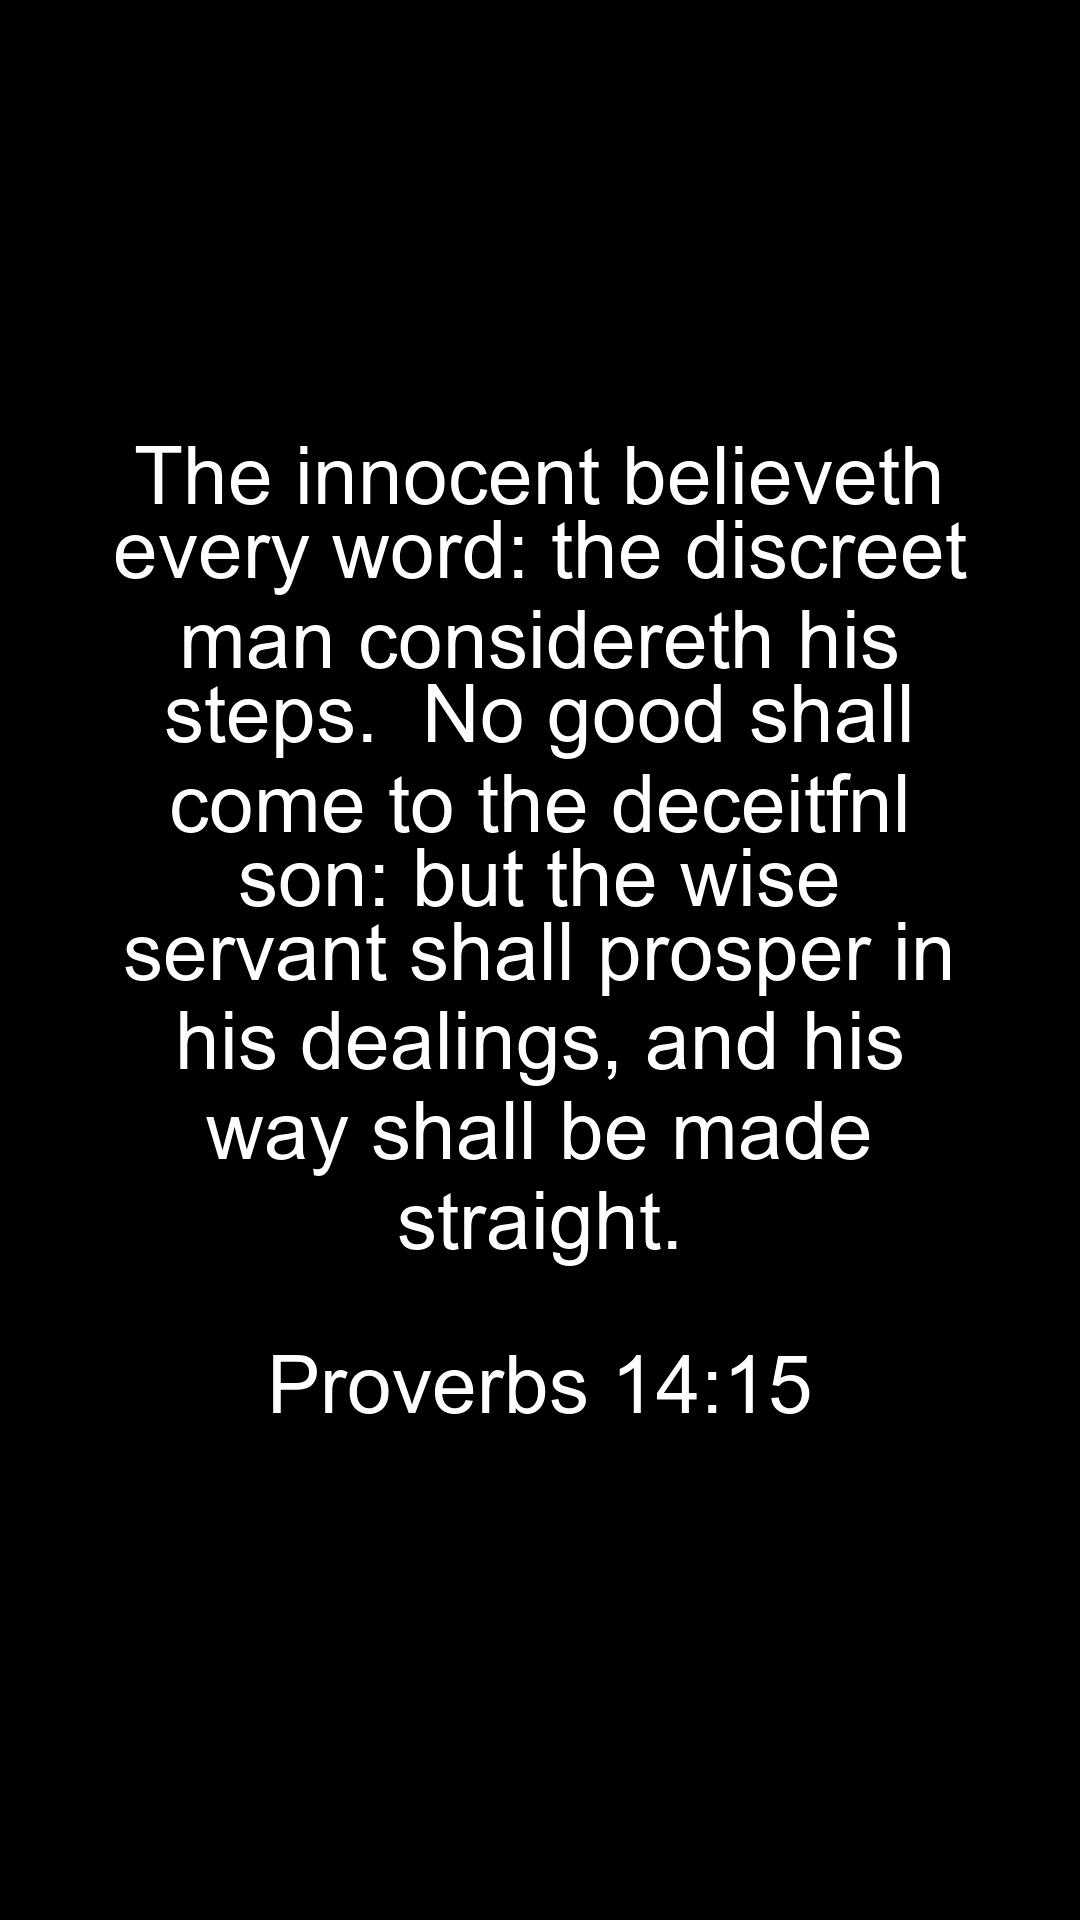 The innocent believeth
every word: the discreet
man considereth his
steps.  No good shall
come to the deceitfnl
son: but the wise
servant shall prosper in
his dealings, and his
way shall be made
straight.
Proverbs 14:15